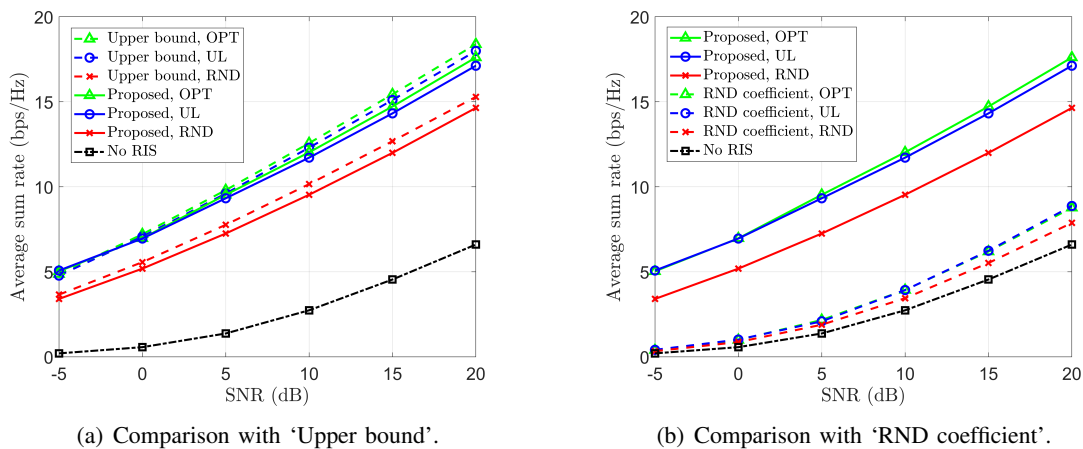 20
15
10
5
0
-5
0
5
10
15
20
Average sum rate (bps/Hz)
SNR (dB)
Upper bound, OPT
Upper bound, UL
Upper bound, RND
Proposed, OPT
Proposed, UL
Proposed, RND
No RIS
(a) Comparison with ‘Upper bound’.
20
15
10
5
0
-5
0
5
10
15
20
Average sum rate (bps/Hz)
SNR (dB)
Proposed, OPT
Proposed, UL
Proposed, RND
RND coefficient, OPT
RND coefficient, UL
RND coefficient, RND
No RIS
(b) Comparison with ‘RND coefficient’.